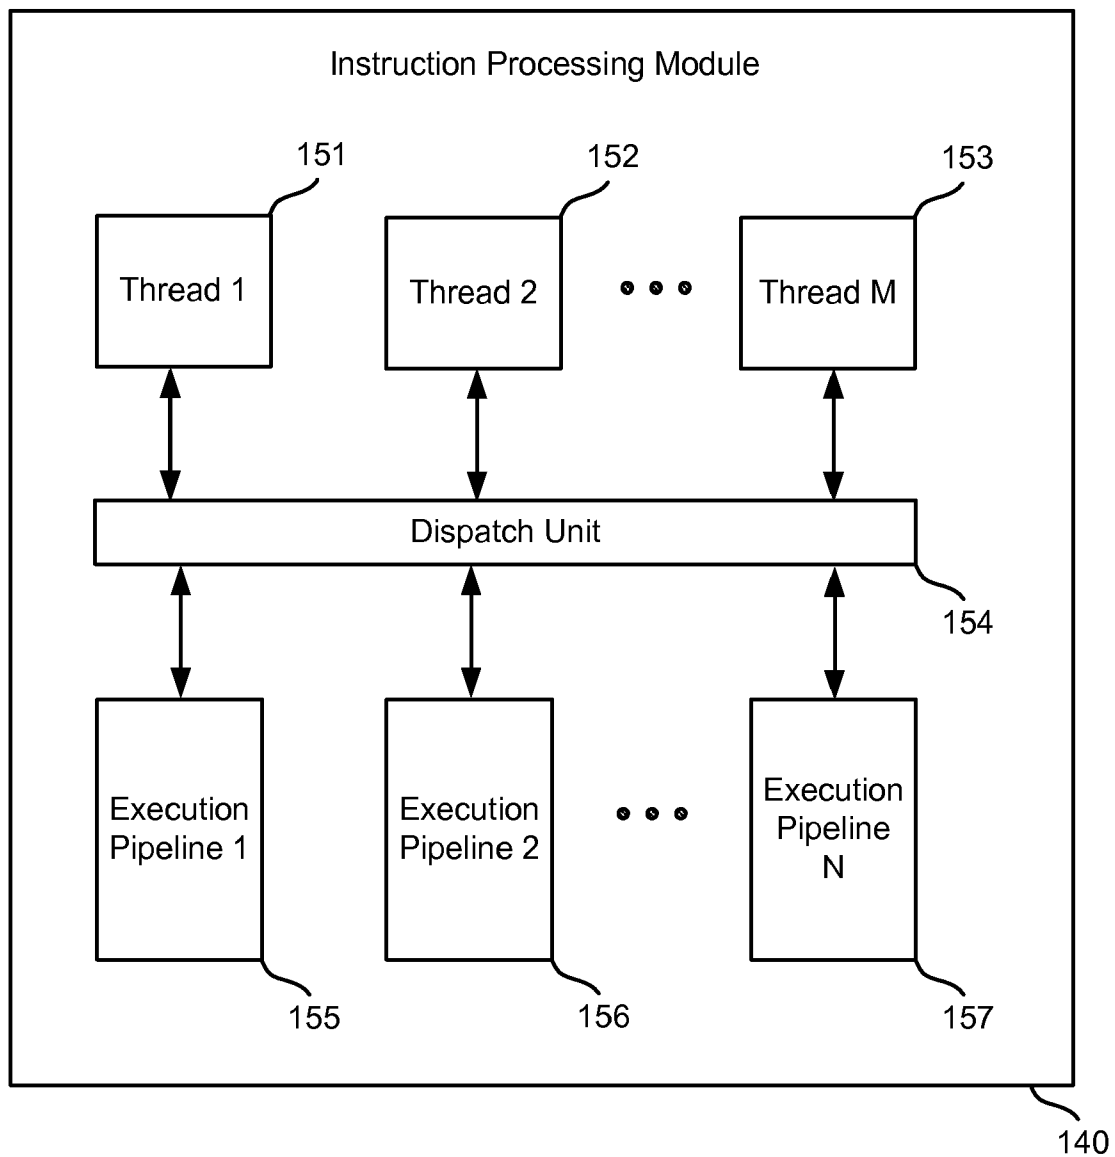 Instruction Processing Module
151
152
153
Thread 1
Thread 2
Thread M
Dispatch Unit
154
Execution
Pipeline 1
Execution
Pipeline 2
Execution
Pipeline
N
155
156
157
140